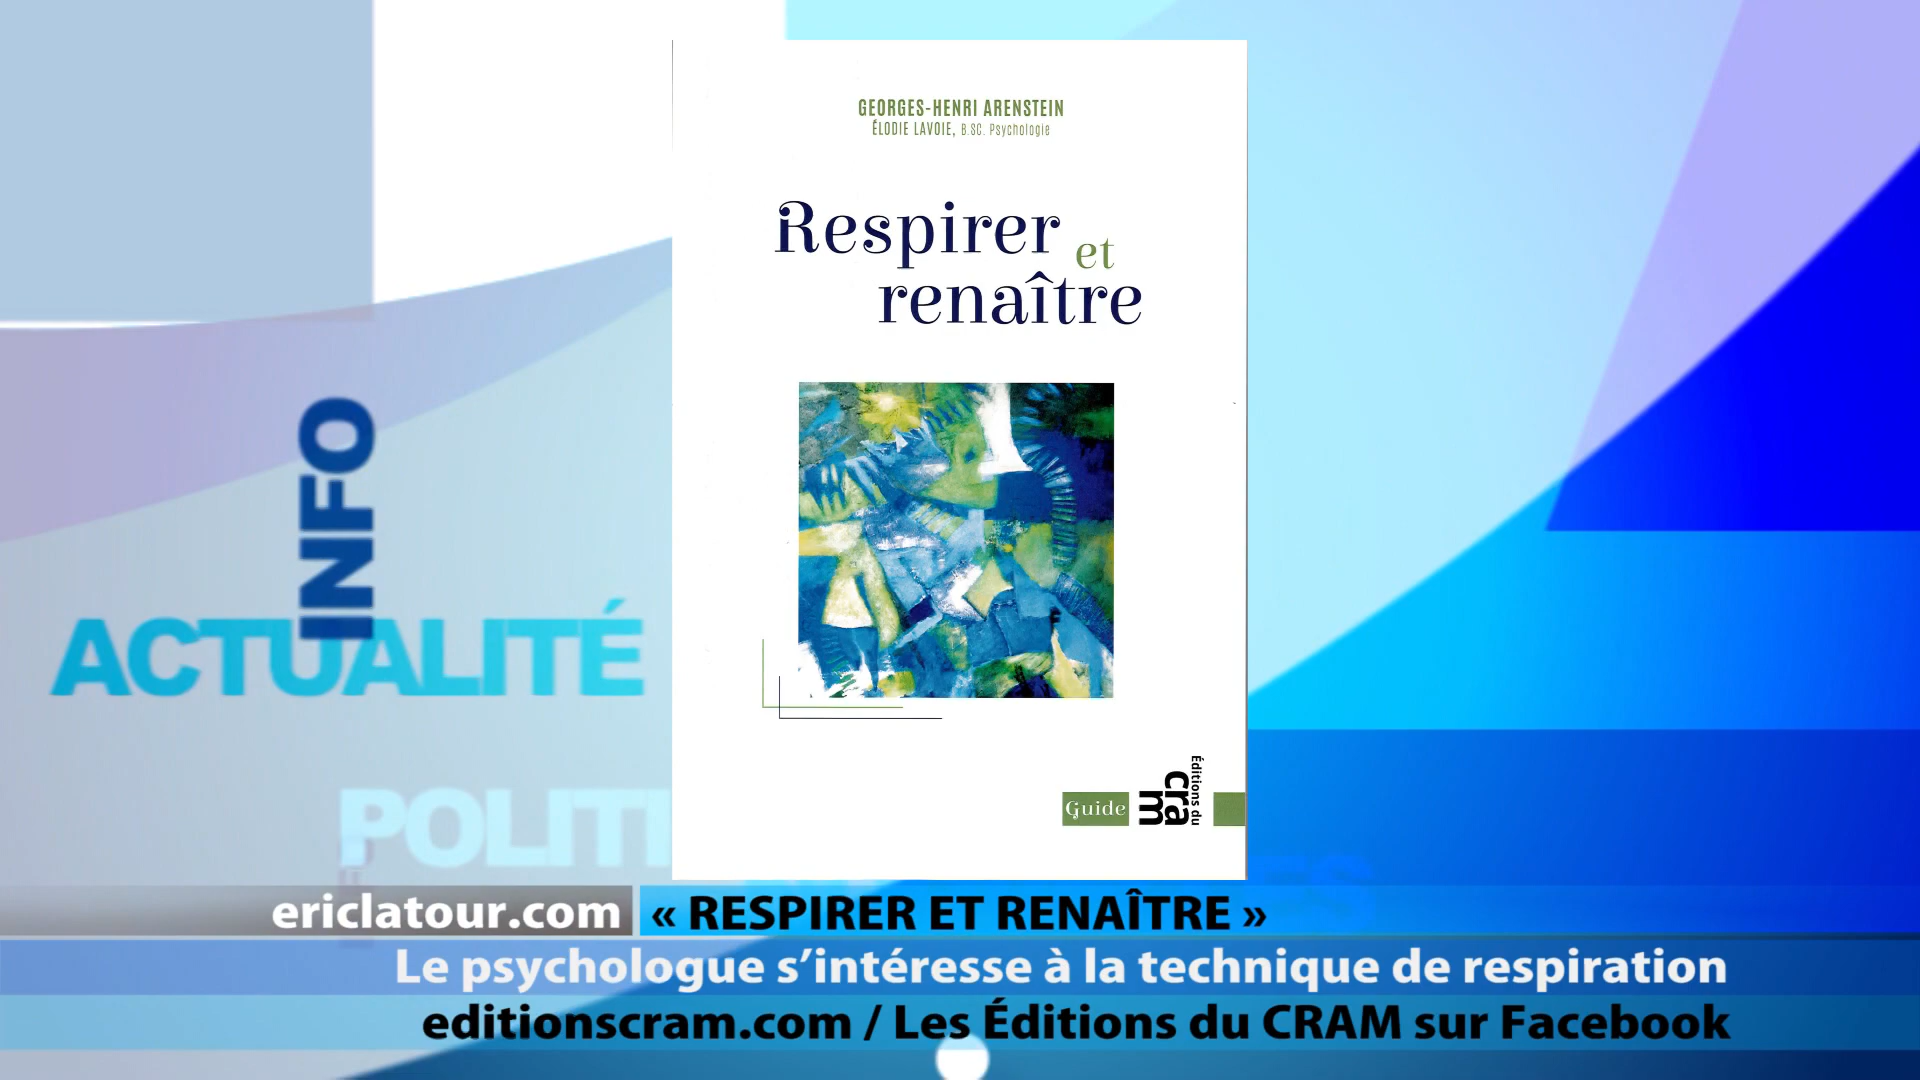 GEORGES-HENRI ARENSTEIN
ÉLODIE LAVOIE, B.SC. Psychologie
Respirer et
renaître
INFO
ACTUALITÉ
POLITI
Guide
Éditions du
cram
ericlatour.com
« RESPIRER ET RENAÎTRE »
Le psychologue s’intéresse à la technique de respiration
editionscram.com / Les Éditions du CRAM sur Facebook